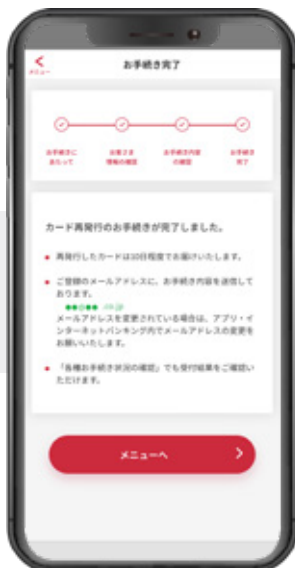 メニュー
お手続き完了
お手続きに
あたって
お客さま
情報の確認
お手続き内容
の確認
お手続き
完了
カード再発行のお手続きが完了しました。
再発行したカードは10日程度でお届けいたします。
ご登録のメールアドレスに、お手続き内容を送信して
おります。
メールアドレスを変更されている場合は、アプリ・イ
ンターネットバンキング内でメールアドレスの変更を
お願いいたします。
「各種お手続き状況の確認」でも受付結果をご確認い
ただけます。
メニューへ